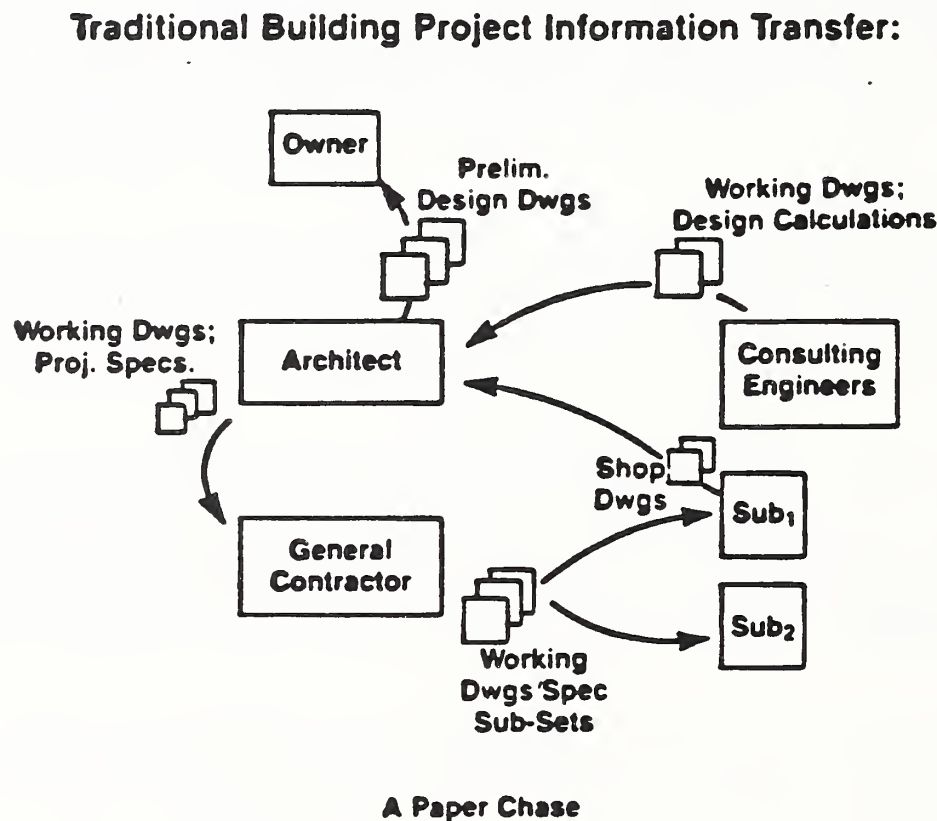 Traditional Building Project Information Transfer:
Owner
Prelim.
Design Dwgs
Working Dwgs;
Design Calculations
Working Dwgs;
Proj. Specs.
Architect
Consulting
Engineers
Shop
Dwgs
Sub₁
General
Contractor
Sub₂
Working
Dwgs'Spec
Sub-Sets
A Paper Chase